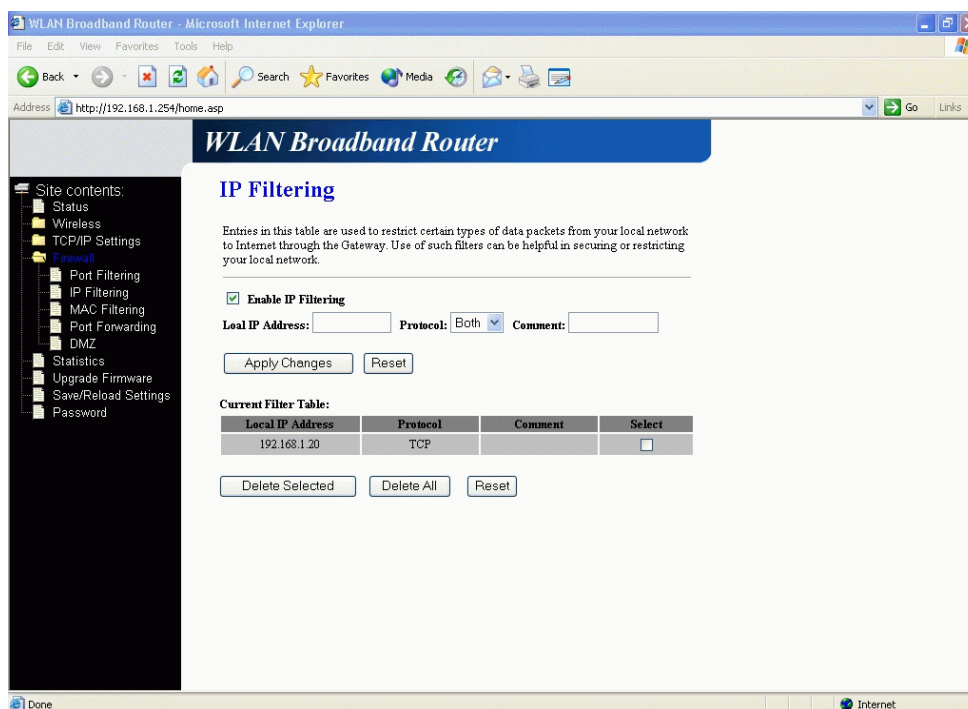 WLAN Broadband Router - Microsoft Internet Explorer
File Edit View Favorites Tools Help
Back Search Favorites Media
Address http://192.168.1.254/home.asp Go Links
WLAN Broadband Router
Site contents:
Status
Wireless
TCP/IP Settings
Firewall
Port Filtering
IP Filtering
MAC Filtering
Port Forwarding
DMZ
Statistics
Upgrade Firmware
Save/Reload Settings
Password
IP Filtering
Entries in this table are used to restrict certain types of data packets from your local network
to Internet through the Gateway. Use of such filters can be helpful in securing or restricting
your local network.
Enable IP Filtering
Loal IP Address: Protocol: Both Comment:
Apply Changes Reset
Current Filter Table:
Local IP Address Protocol Comment Select
192.168.1.20 TCP
Delete Selected Delete All Reset
Done Internet